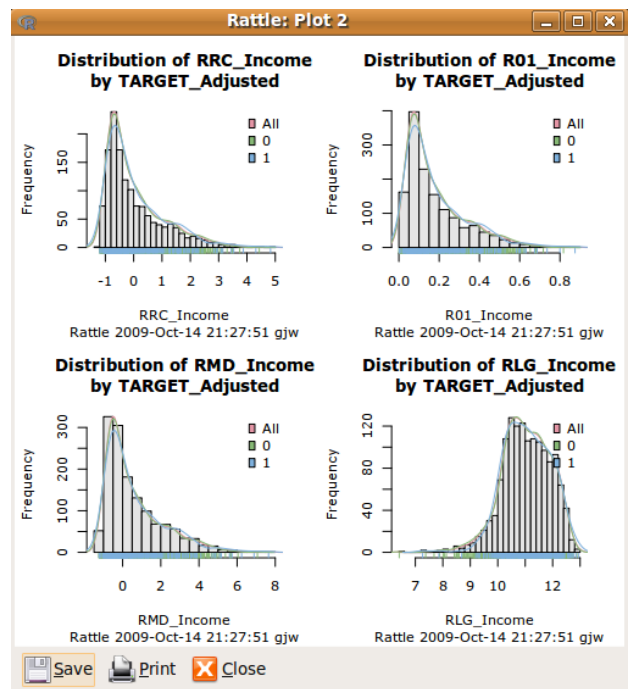 Rattle: Plot 2
Distribution of RRC_Income
by TARGET_Adjusted
All
0
1
Frequency
0
50
150
-1 0 1 2 3 4 5
RRC_Income
Rattle 2009-Oct-14 21:27:51 gjw
Distribution of R01_Income
by TARGET_Adjusted
All
0
1
Frequency
0
100
300
0.0 0.2 0.4 0.6 0.8
R01_Income
Rattle 2009-Oct-14 21:27:51 gjw
Distribution of RMD_Income
by TARGET_Adjusted
All
0
1
Frequency
0
100
200
300
0 2 4 6 8
RMD_Income
Rattle 2009-Oct-14 21:27:51 gjw
Distribution of RLG_Income
by TARGET_Adjusted
All
0
1
Frequency
0
40
80
120
7 8 9 10 12
RLG_Income
Rattle 2009-Oct-14 21:27:51 gjw
Save Print Close